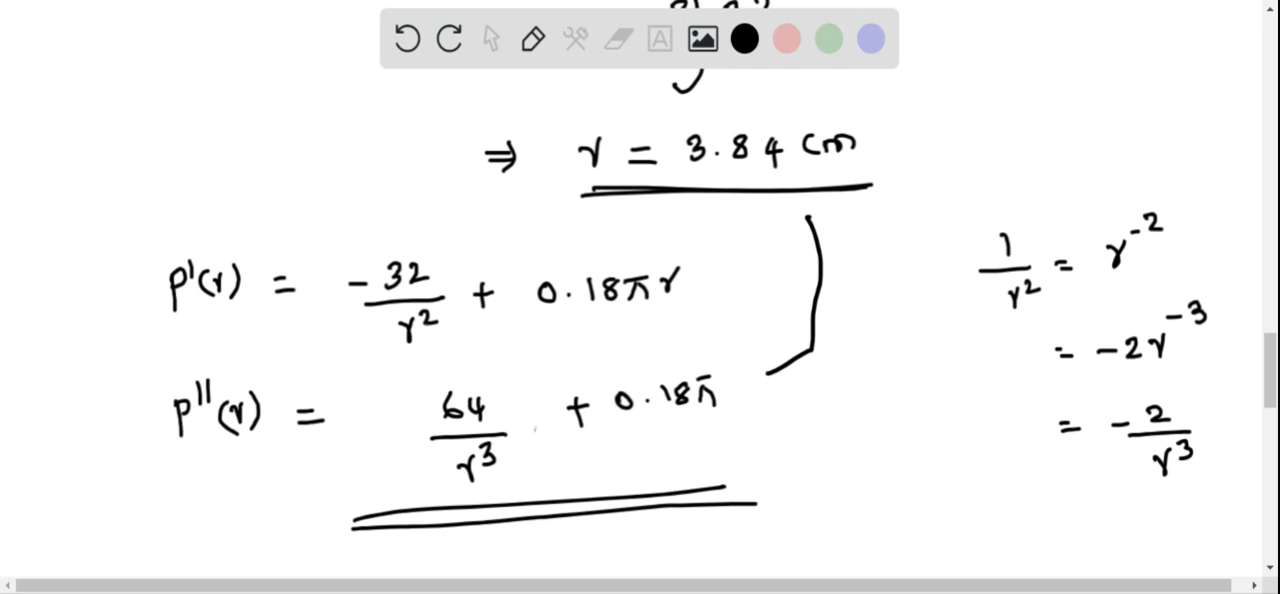 ⇒ r = 3.84 cm
P'(r) = -32/r² + 0.18πr
P''(r) = 64/r³ + 0.18π
1/r² = r⁻²
= -2r⁻³
= -2/r³